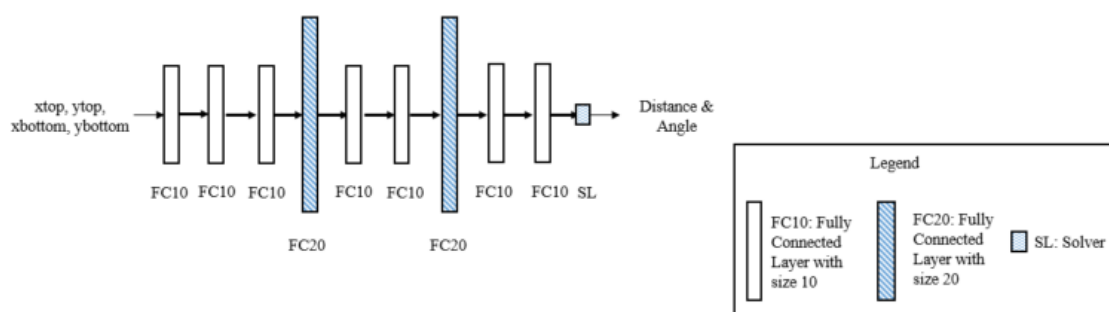 xtop, ytop,
xbottom, ybottom
FC10 FC10 FC10 FC10 FC10 FC10 FC10 SL
FC20 FC20
Distance &
Angle
Legend
FC10: Fully
Connected
Layer with
size 10
FC20: Fully
Connected
Layer with
size 20
SL: Solver